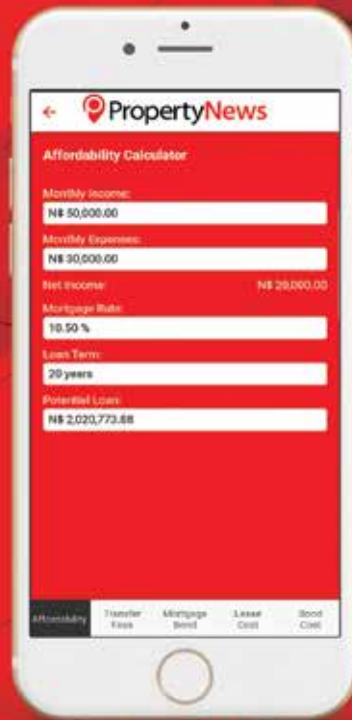 PropertyNews
Affordability Calculator
Monthly Income:
N$ 50,000.00
Monthly Expenses:
N$ 30,000.00
Net Income: N$ 20,000.00
Mortgage Rate:
10.50 %
Loan Term:
20 years
Potential Loan:
N$ 2,020,773.68
Affordability Transfer Mortgage Lease Bond
Fees Bond Cost Cost